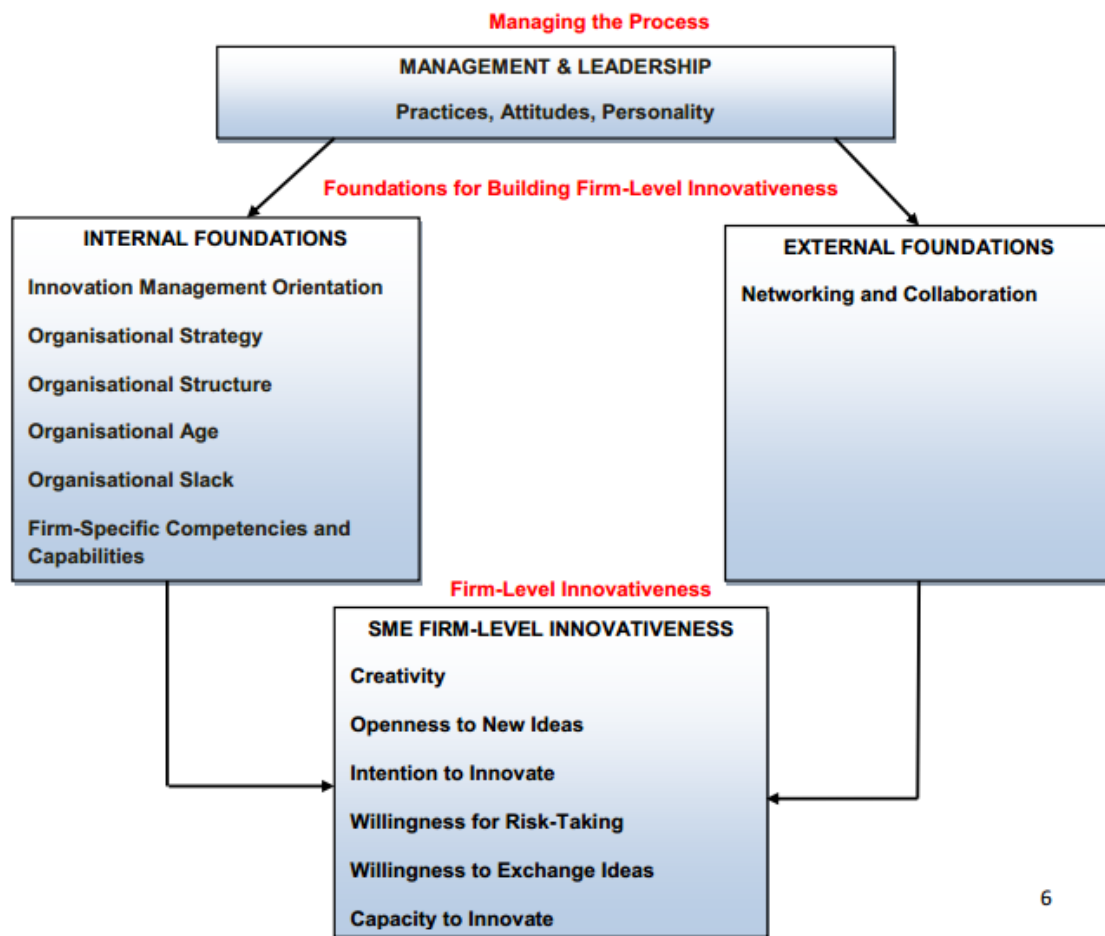 Managing the Process
MANAGEMENT & LEADERSHIP
Practices, Attitudes, Personality
Foundations for Building Firm-Level Innovativeness
INTERNAL FOUNDATIONS
Innovation Management Orientation
Organisational Strategy
Organisational Structure
Organisational Age
Organisational Slack
Firm-Specific Competencies and
Capabilities
EXTERNAL FOUNDATIONS
Networking and Collaboration
Firm-Level Innovativeness
SME FIRM-LEVEL INNOVATIVENESS
Creativity
Openness to New Ideas
Intention to Innovate
Willingness for Risk-Taking
Willingness to Exchange Ideas
Capacity to Innovate
6